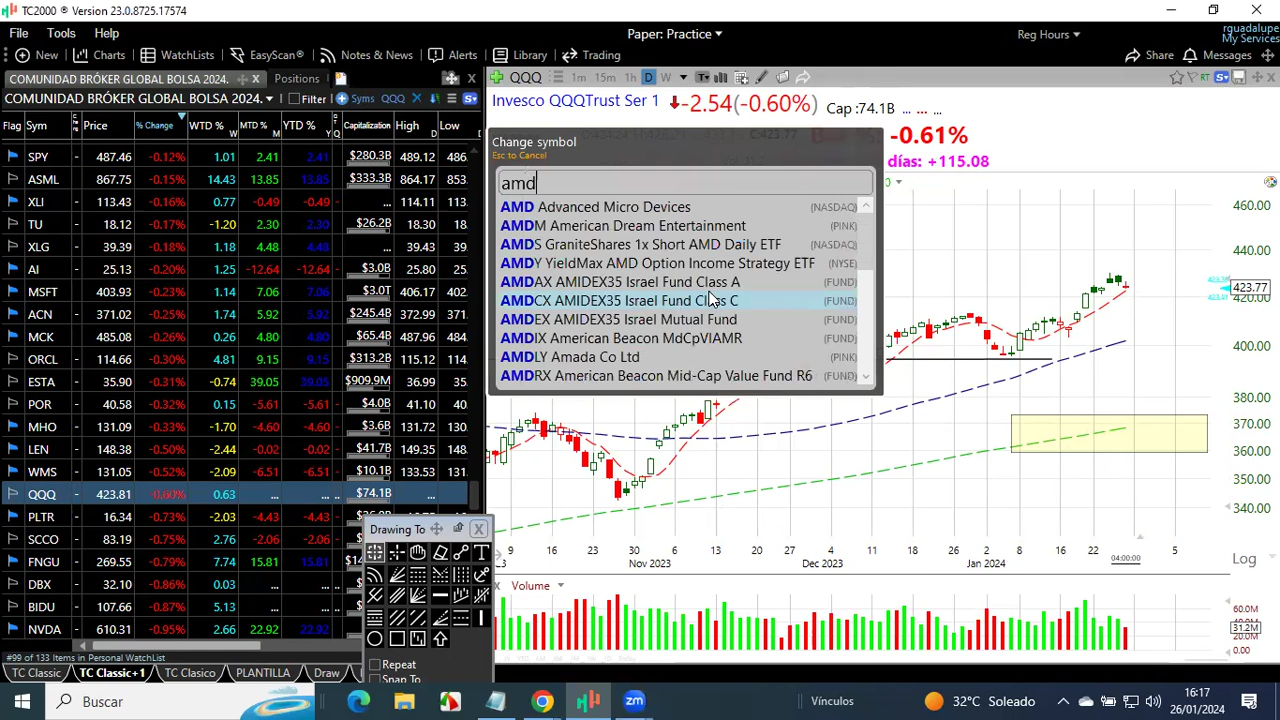 TC2000 ® Version 23.0.8725.17574
File Tools Help
Paper: Practice
Reg Hours
rguadalupe
My Services
New Charts WatchLists EasyScan® Notes & News Alerts Library Trading
Share Messages
COMUNIDAD BRÓKER GLOBAL BOLSA 2024. Positions
QQQ 1m 15m 1h D W
RT
COMUNIDAD BRÓKER GLOBAL BOLSA 2024. Filter Syms QQQ
Invesco QQQTrust Ser 1 -2.54(-0.60%) Cap :74.1B ... ... ...
Flag Sym Price % Change WTD % W MTD % M YTD % Y Capitalization High D Low D
-0.61%
días: +115.08
Change symbol
Esc to Cancel
amd
AMD Advanced Micro Devices (NASDAQ)
AMDM American Dream Entertainment (PINK)
AMDS GraniteShares 1x Short AMD Daily ETF (NASDAQ)
AMDY YieldMax AMD Option Income Strategy ETF (NYSE)
AMDAX AMIDEX35 Israel Fund Class A (FUND)
AMDCX AMIDEX35 Israel Fund Class C (FUND)
AMDEX AMIDEX35 Israel Mutual Fund (FUND)
AMDIX American Beacon MdCpVIAMR (FUND)
AMDLY Amada Co Ltd (PINK)
AMDRX American Beacon Mid-Cap Value Fund R6 (FUND)
SPY - 487.46 -0.12% 1.01 2.41 2.41 $280.3B 489.12 486.
ASML - 867.75 -0.15% 14.43 13.85 13.85 $333.3B 864.17 853.
XLI - 113.43 -0.16% 0.77 -0.49 -0.49 ... 114.11 113.
TU - 18.20 -0.17% -1.20 2.30 2.30 $26.2B 18.30 18.
XLG - 39.39 -0.18% 1.18 4.48 4.48 ... 39.43 39.
AI - 25.13 -0.20% 1.25 -12.64 -12.64 $3.0B 25.80 25.
MSFT - 403.93 -0.23% 1.14 7.06 7.06 $3.0T 407.18 402.
ACN - 371.02 -0.24% 1.44 5.73 5.73 $245.4B 372.99 371.
MCK - 485.08 -0.26% 0.32 4.77 4.77 $65.4B 487.96 484.
ORCL - 114.66 -0.30% 4.81 9.15 9.15 $313.2B 114.93 114.
ESTA - 35.90 -0.31% -0.74 39.05 39.05 $909.9M 36.99 35.
POR - 40.58 -0.32% 0.15 -5.61 -5.61 $4.0B 41.10 40.
MHO - 131.09 -0.33% -1.70 -4.60 -4.60 $3.6B 131.72 130.
LEN - 148.38 -0.50% -2.44 -0.02 -0.02 $41.7B 149.35 148.
WMS - 131.05 -0.52% -2.09 -6.51 -6.51 $10.1B 133.53 131.
QQQ - 423.81 -0.60% 0.63 ... ... $74.1B ...
PLTR - 16.34 -0.73% -2.03 -4.43 -4.43
SCCO - 83.19 -0.75% 2.76 -2.06 -2.06
FNGU - 269.55 -0.79% 7.74 15.81 15.81
DBX - 32.10 -0.86% 0.03 ... ...
BIDU - 107.66 -0.87% 5.13 ... ...
NVDA - 610.31 -0.95% 2.66 22.92 22.92
460.00
440.00
423.77
420.00
400.00
380.00
370.00
360.00
350.00
340.00
9 16 23 30 6 13 20 27 4 11 18 26 2 8 16 22 5
Nov 2023 Dec 2023 Jan 2024 04:00:00
Log
Drawing To
T
Repeat
Snap To
Volume
60.0M
31.2M
20.0M
#99 of 133 Items in Personal WatchList
TC Classic TC Classic+1 TC Clasico PLANTILLA Draw
Buscar
zm
Vínculos
32°C Soleado
16:17
26/01/2024